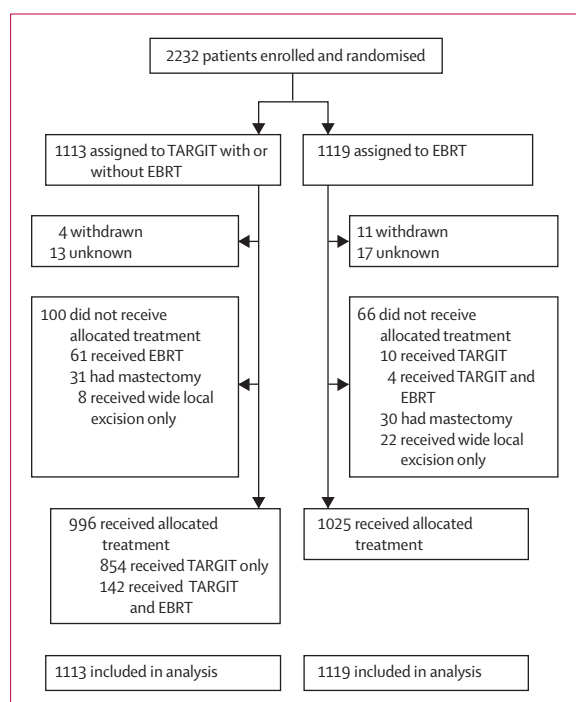 2232 patients enrolled and randomised
1113 assigned to TARGIT with or
without EBRT
1119 assigned to EBRT
4 withdrawn
13 unknown
11 withdrawn
17 unknown
100 did not receive
allocated treatment
61 received EBRT
31 had mastectomy
8 received wide local
excision only
66 did not receive
allocated treatment
10 received TARGIT
4 received TARGIT and
EBRT
30 had mastectomy
22 received wide local
excision only
996 received allocated
treatment
854 received TARGIT only
142 received TARGIT
and EBRT
1025 received allocated
treatment
1113 included in analysis
1119 included in analysis